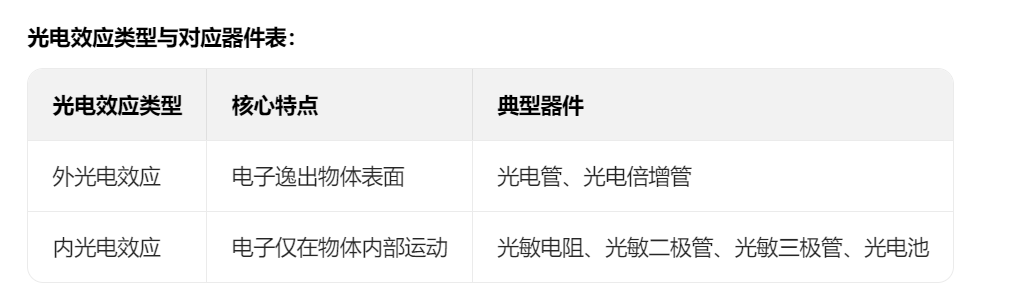 光电效应类型与对应器件表：
光电效应类型 核心特点 典型器件
外光电效应 电子逸出物体表面 光电管、光电倍增管
内光电效应 电子仅在物体内部运动 光敏电阻、光敏二极管、光敏三极管、光电池